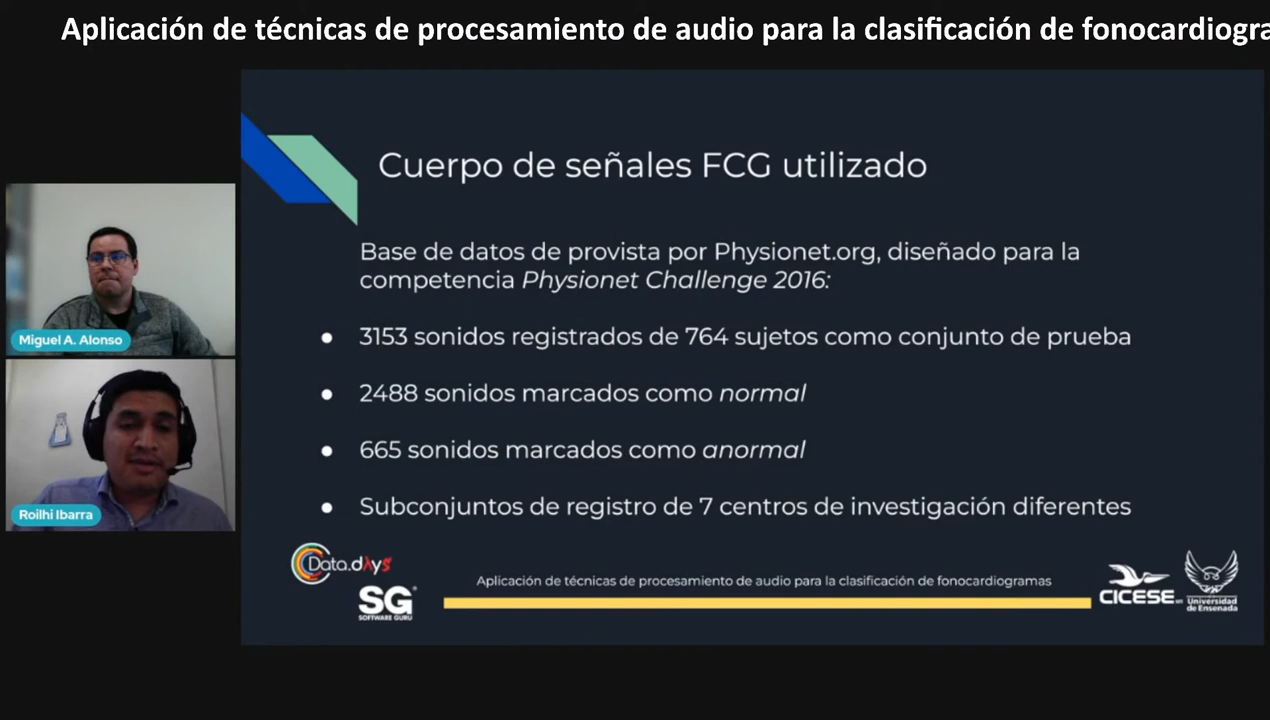 Aplicación de técnicas de procesamiento de audio para la clasificación de fonocardiogra
Cuerpo de señales FCG utilizado
Base de datos de provista por Physionet.org, diseñado para la
competencia Physionet Challenge 2016:
3153 sonidos registrados de 764 sujetos como conjunto de prueba
2488 sonidos marcados como normal
665 sonidos marcados como anormal
Subconjuntos de registro de 7 centros de investigación diferentes
Miguel A. Alonso
Roilhi Ibarra
Data.dAys
SG
SOFTWARE GURU
Aplicación de técnicas de procesamiento de audio para la clasificación de fonocardiogramas
CICESE
Universidad
de Ensenada